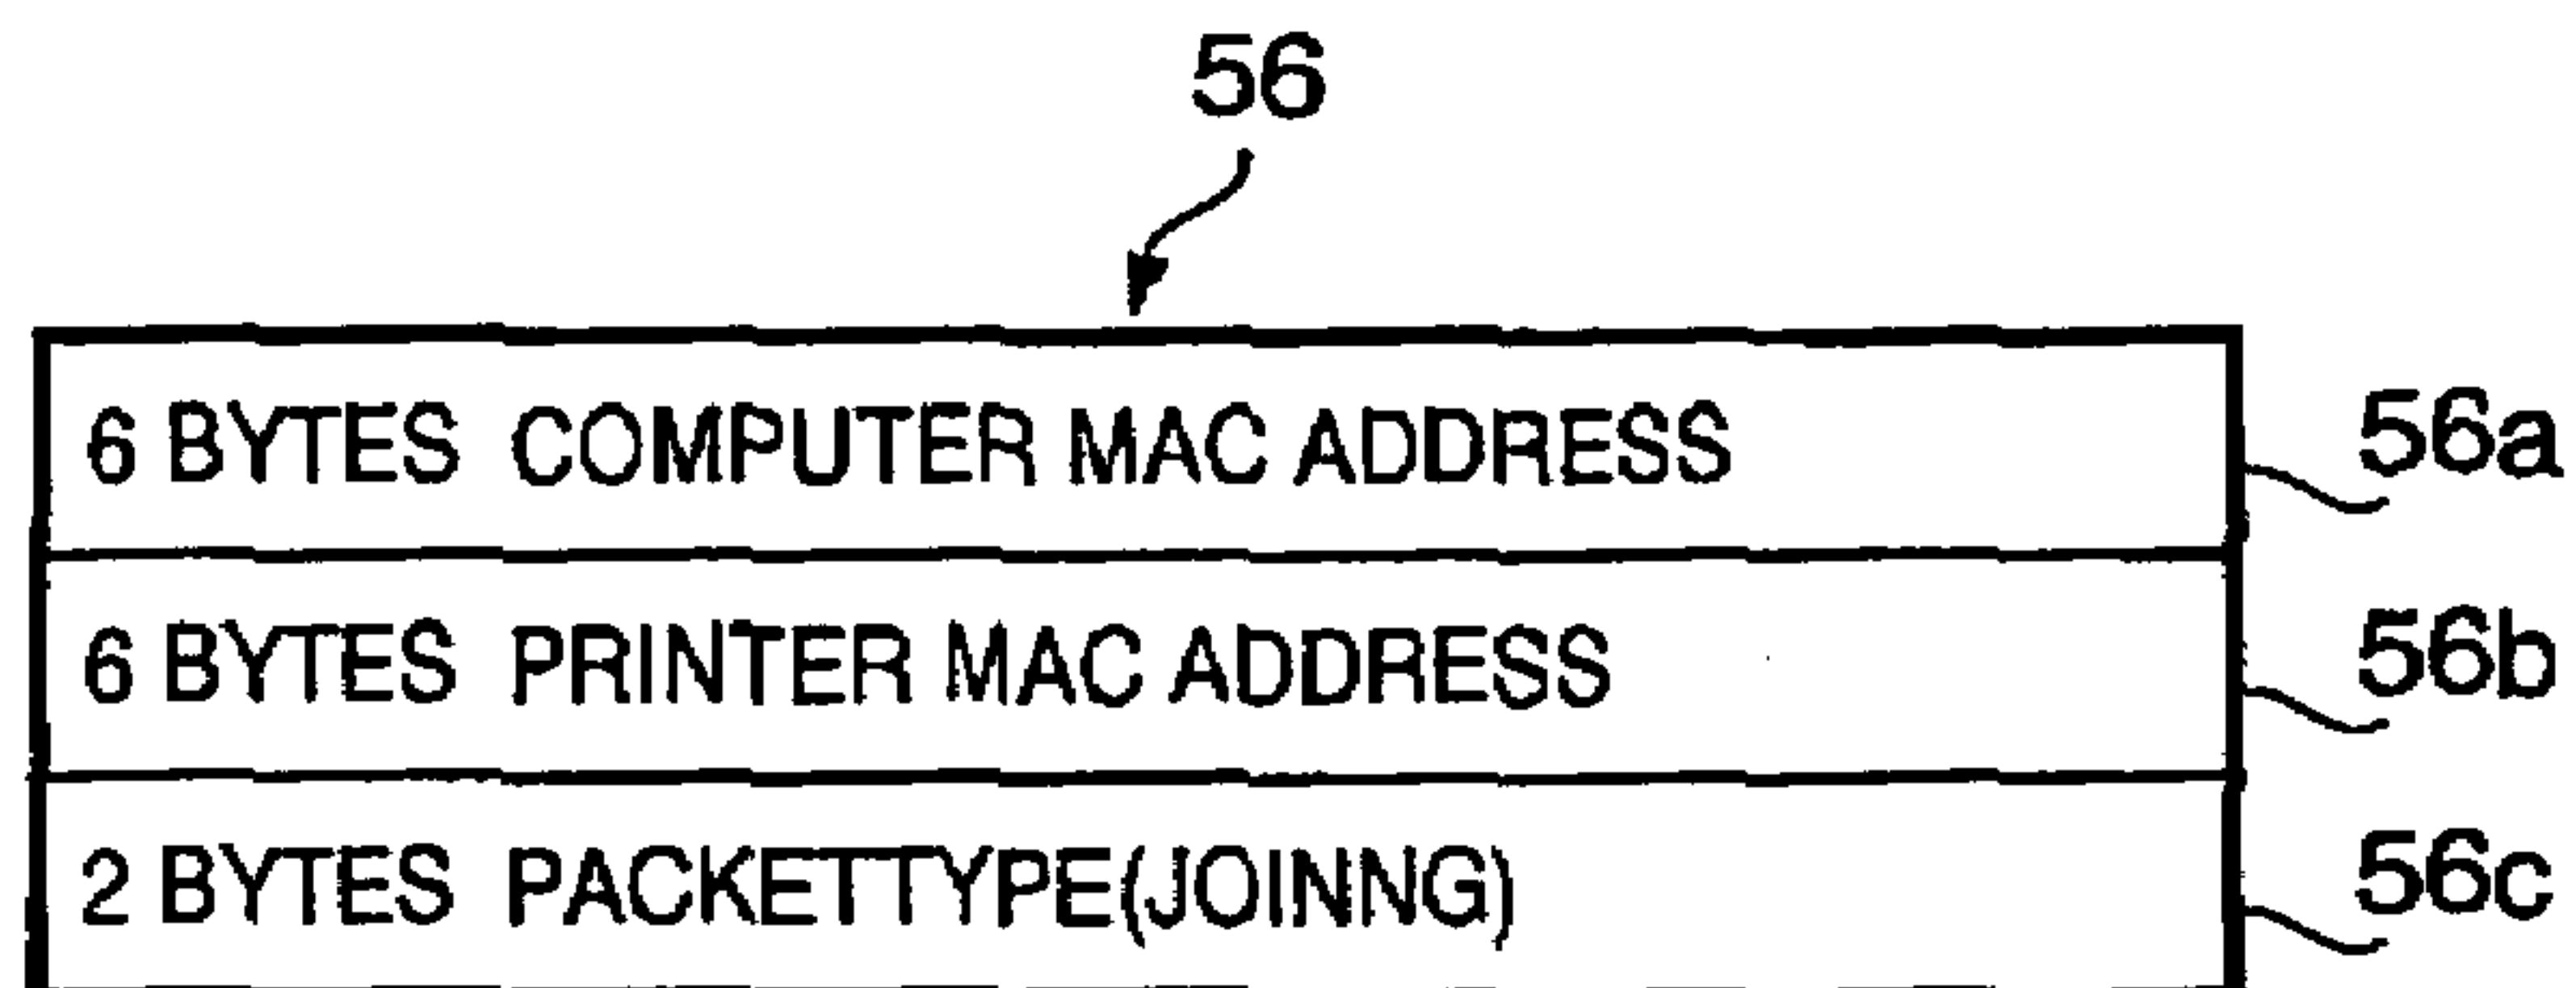 56
6 BYTES COMPUTER MAC ADDRESS 56a
6 BYTES PRINTER MAC ADDRESS 56b
2 BYTES PACKETTYPE(JOINNG) 56c